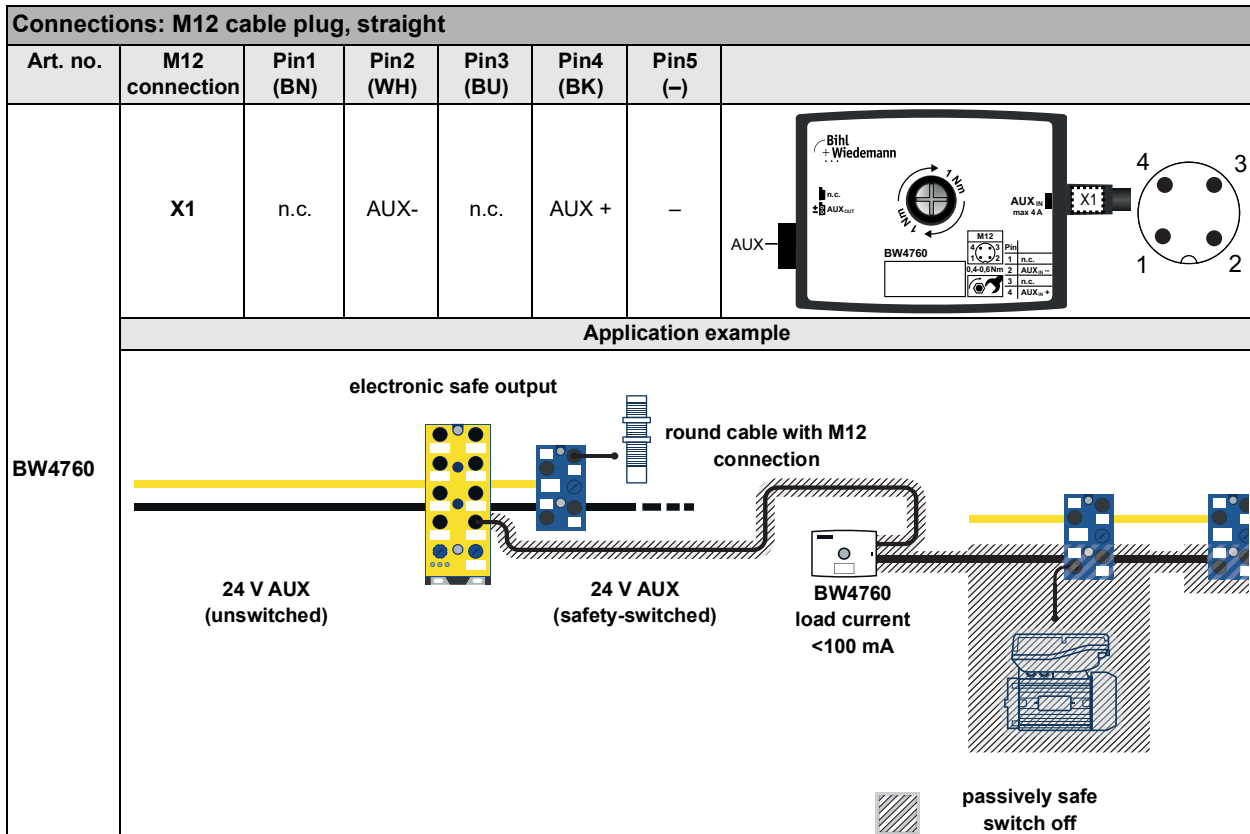 Connections: M12 cable plug, straight
Art. no.
M12 connection
Pin1 (BN)
Pin2 (WH)
Pin3 (BU)
Pin4 (BK)
Pin5 (–)
BW4760
X1
n.c.
AUX-
n.c.
AUX +
–
Bihl
+ Wiedemann
n.c.
AUX OUT
1 Nm
1 Nm
AUX IN
max 4 A
X1
AUX
BW4760
M12
4 3
1 2
0,4-0,6Nm
Pin
1 n.c.
2 AUX IN –
3 n.c.
4 AUX IN +
4 3
1 2
Application example
electronic safe output
round cable with M12
connection
24 V AUX
(unswitched)
24 V AUX
(safety-switched)
BW4760
load current
<100 mA
passively safe
switch off